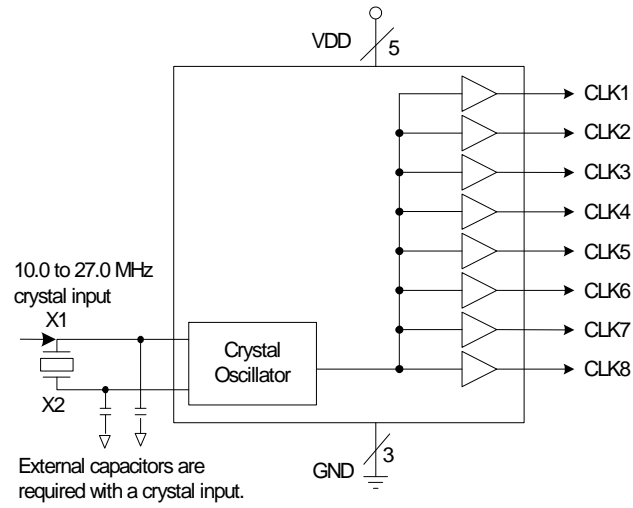 VDD
5
CLK1
CLK2
CLK3
CLK4
CLK5
CLK6
CLK7
CLK8
10.0 to 27.0 MHz
crystal input
X1
X2
Crystal
Oscillator
External capacitors are
required with a crystal input.
GND
3